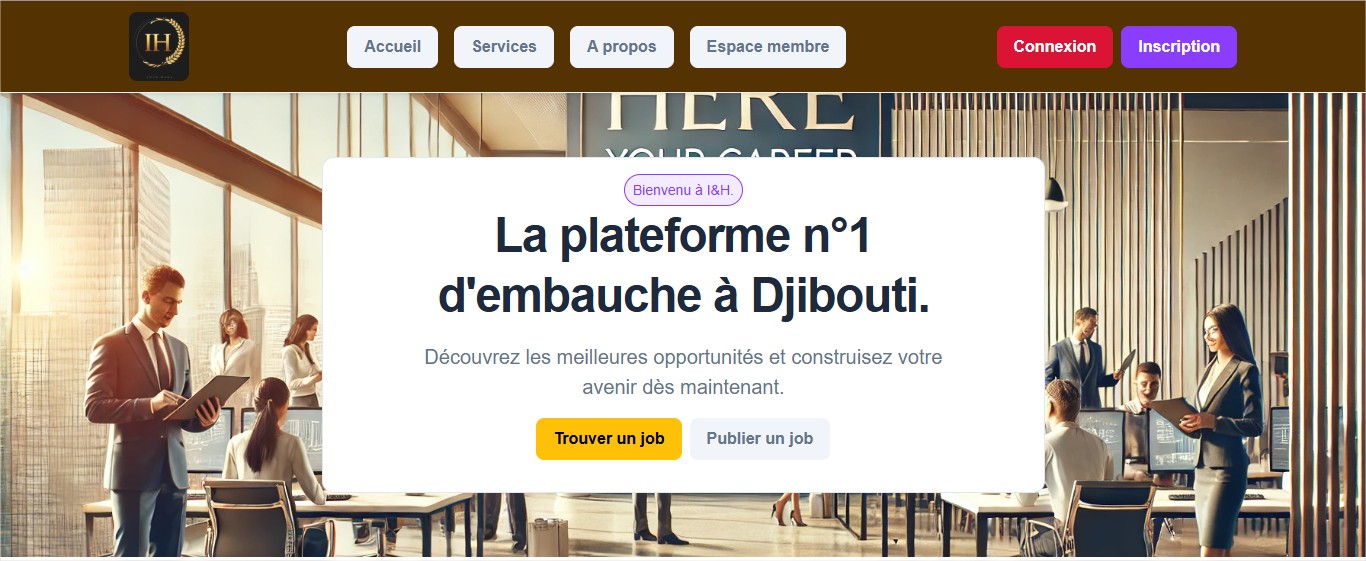 IH
Accueil
Services
A propos
Espace membre
Connexion
Inscription
HERE
YOUR CAREER
Bienvenu à I&H.
La plateforme n°1
d'embauche à Djibouti.
Découvrez les meilleures opportunités et construisez votre
avenir dès maintenant.
Trouver un job
Publier un job